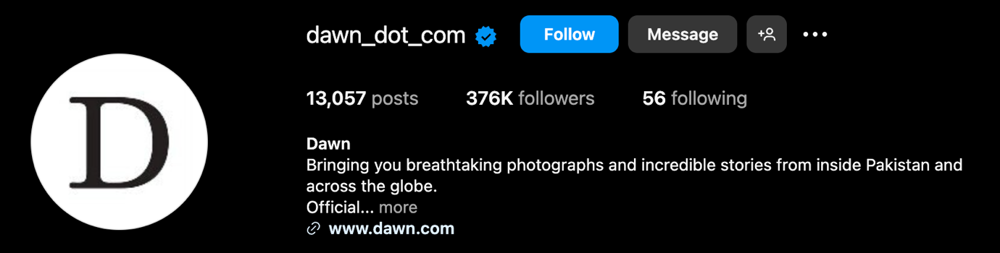 D
dawn_dot_com Follow Message
13,057 posts 376K followers 56 following
Dawn
Bringing you breathtaking photographs and incredible stories from inside Pakistan and
across the globe.
Official... more
www.dawn.com